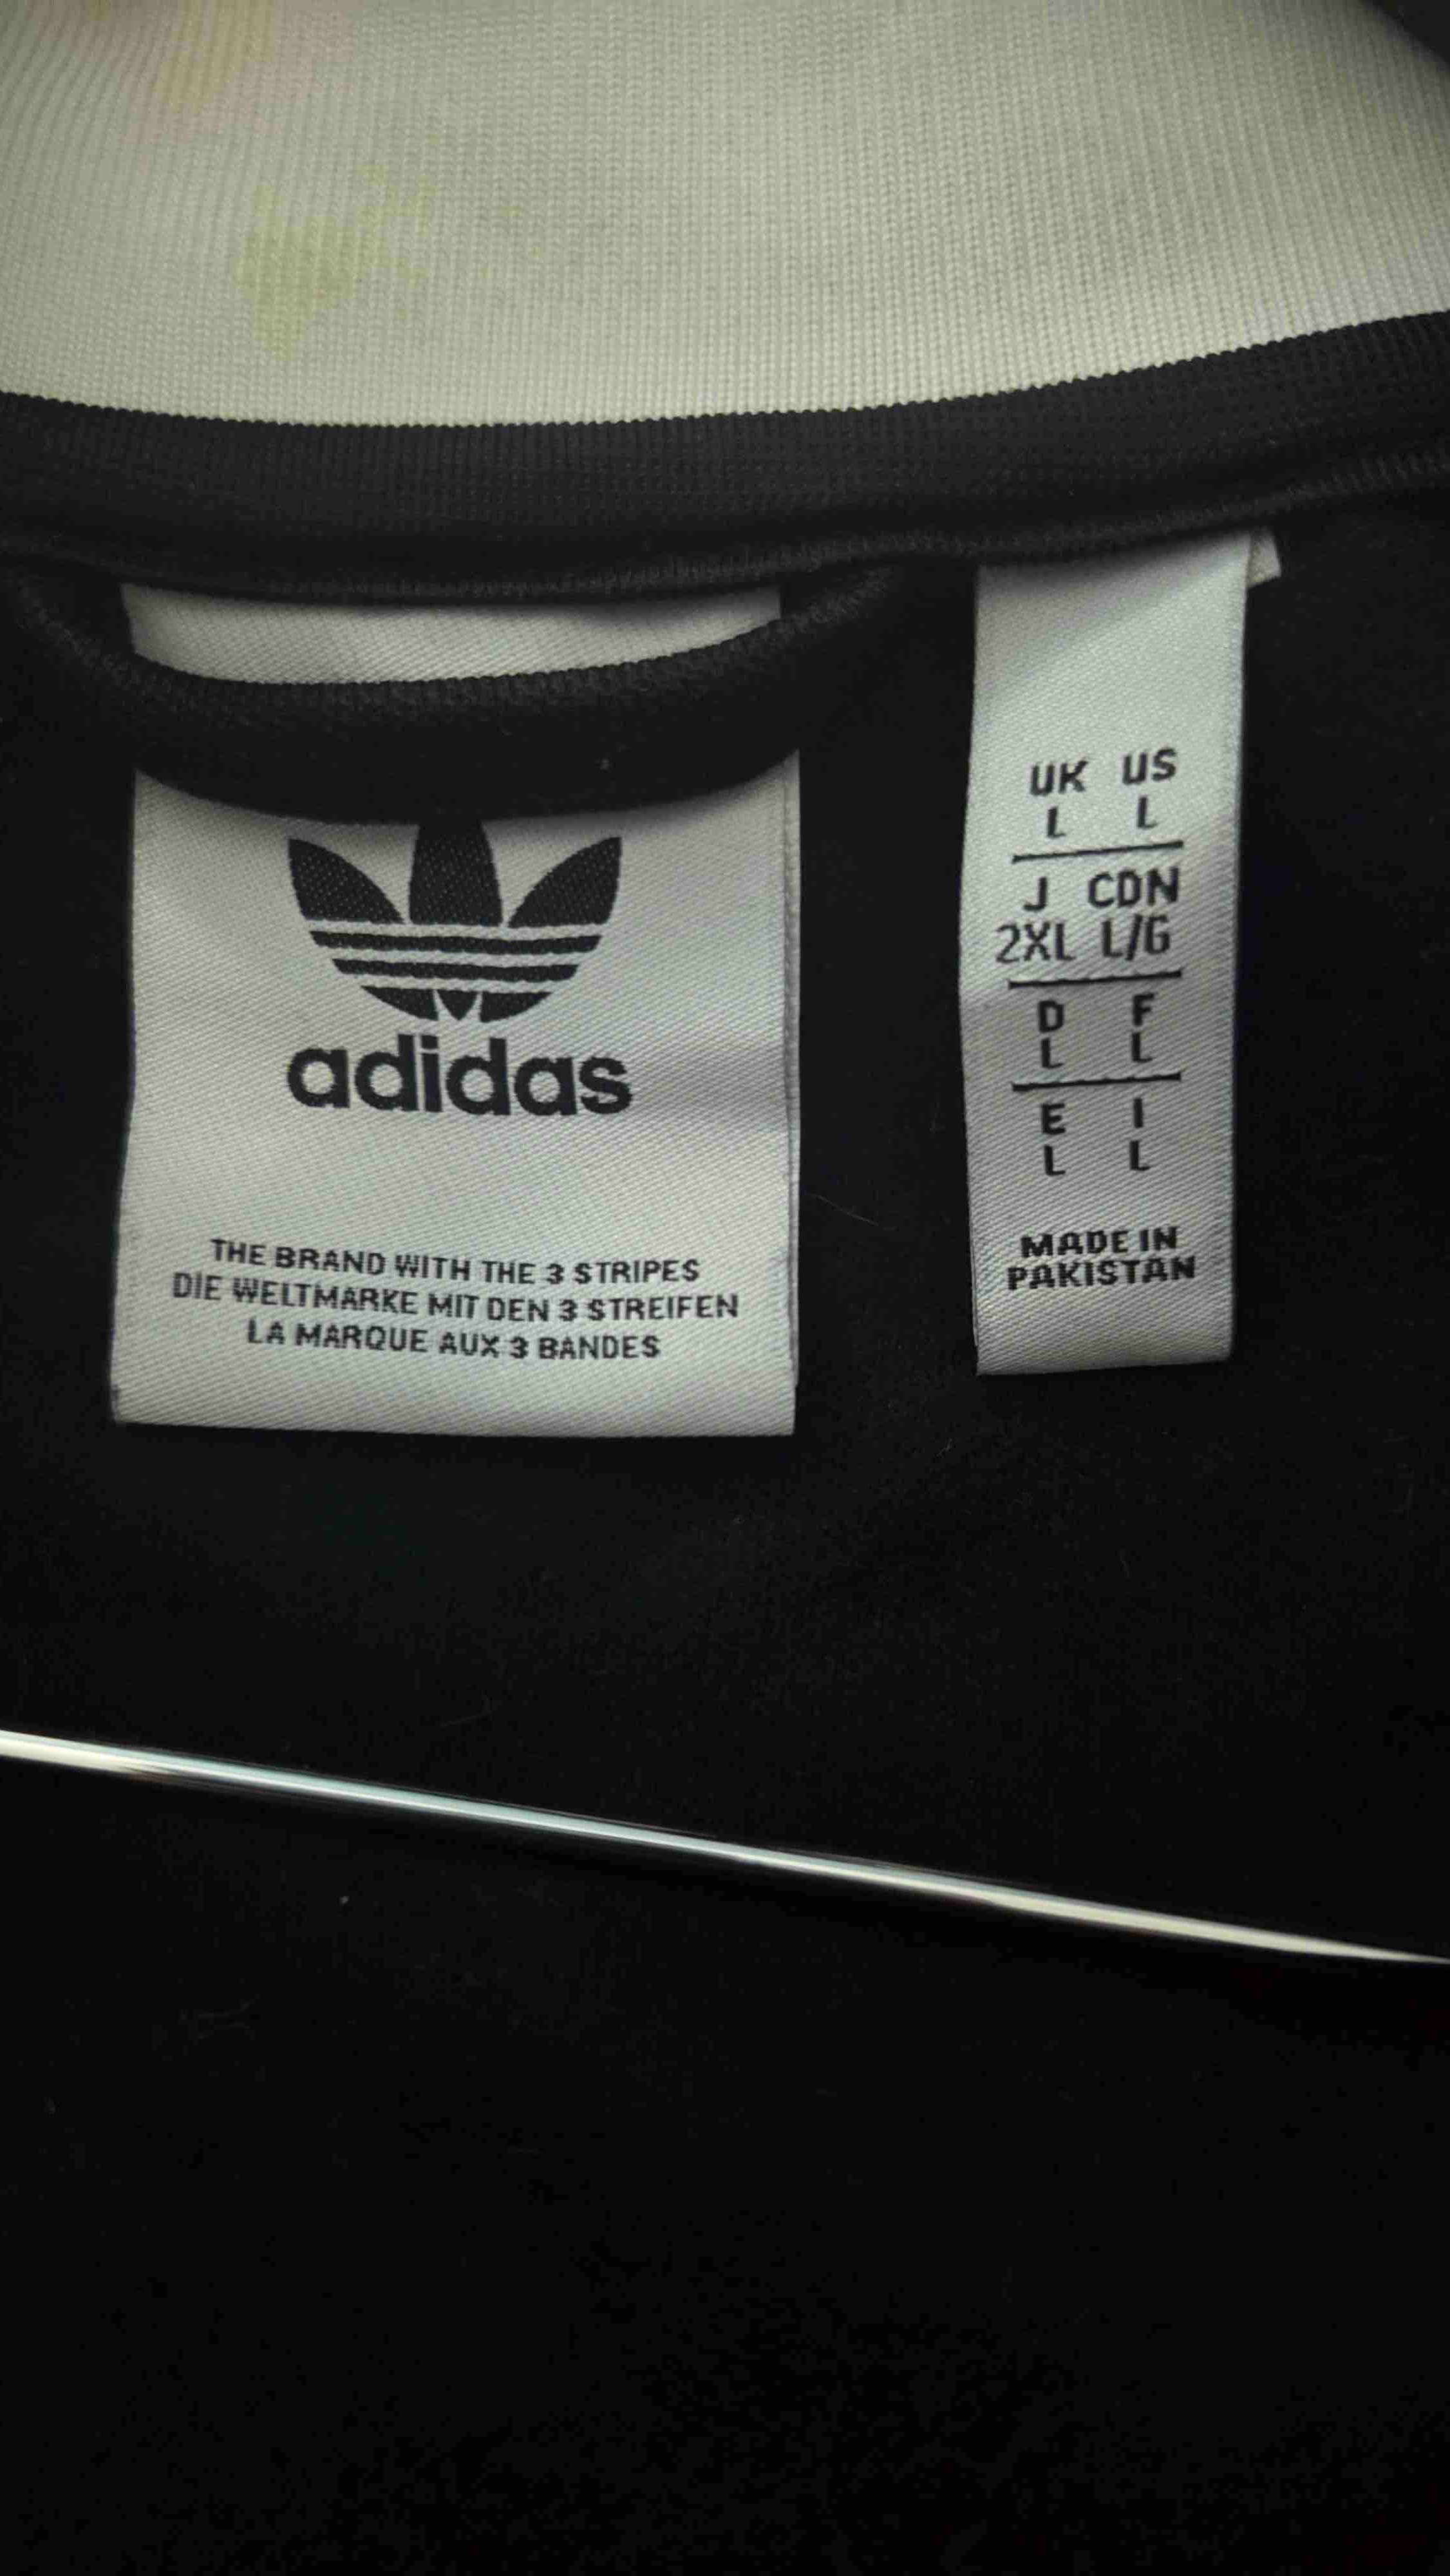 adidas
THE BRAND WITH THE 3 STRIPES
DIE WELTMARKE MIT DEN 3 STREIFEN
LA MARQUE AUX 3 BANDES
UK US
L L
J CDN
2XL L/G
D F
L L
E I
L L
MADE IN
PAKISTAN